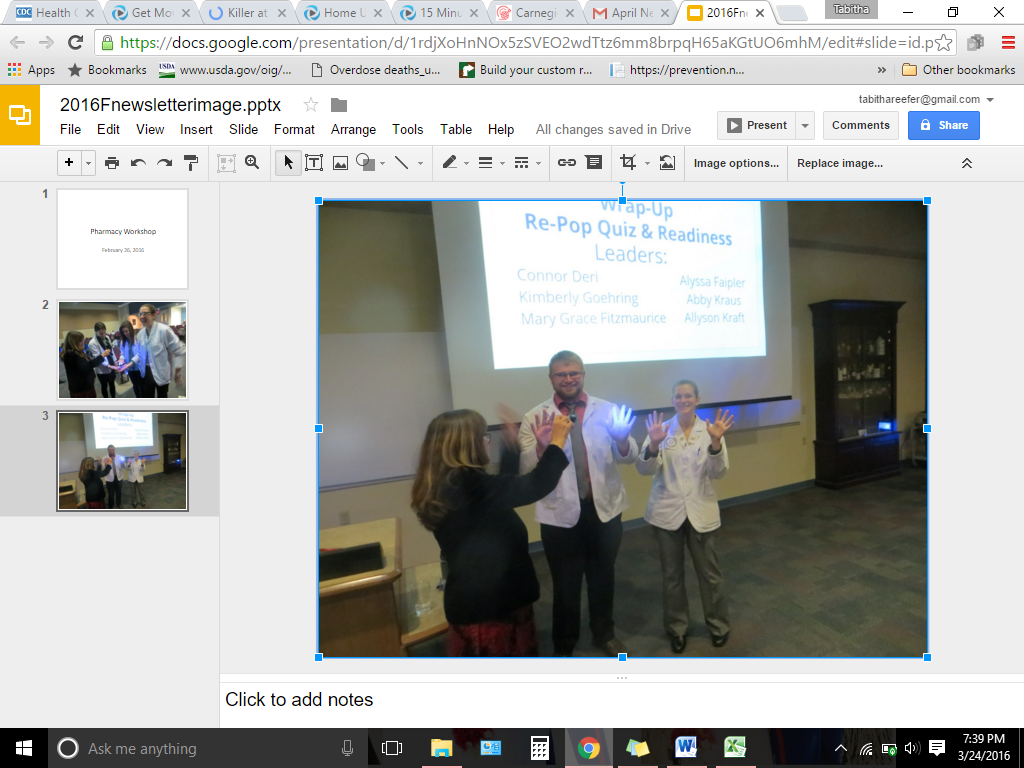 Health C
Get Mo
Killer at
Home U
15 Minu
Carnegi
April Ne
2016Fne
Tabitha
https://docs.google.com/presentation/d/1rdjXoHnNOx5zSVEO2wdTtz6mm8brpqH65aKGtUO6mhM/edit#slide=id.p
Apps
Bookmarks
USDA
www.usda.gov/oig/...
Overdose deaths_u...
Build your custom r...
https://prevention.n...
»
Other bookmarks
2016Fnewsletterimage.pptx
tabithareefer@gmail.com
File Edit View Insert Slide Format Arrange Tools Table Help All changes saved in Drive
Present
Comments
Share
Image options...
Replace image...
1
Pharmacy Workshop
February 26, 2016
2
3
Wrap-Up
Re-Pop Quiz & Readiness
Leaders:
Connor Deri
Alyssa Faipler
Kimberly Goehring
Abby Kraus
Mary Grace Fitzmaurice
Allyson Kraft
Click to add notes
Ask me anything
7:39 PM
3/24/2016